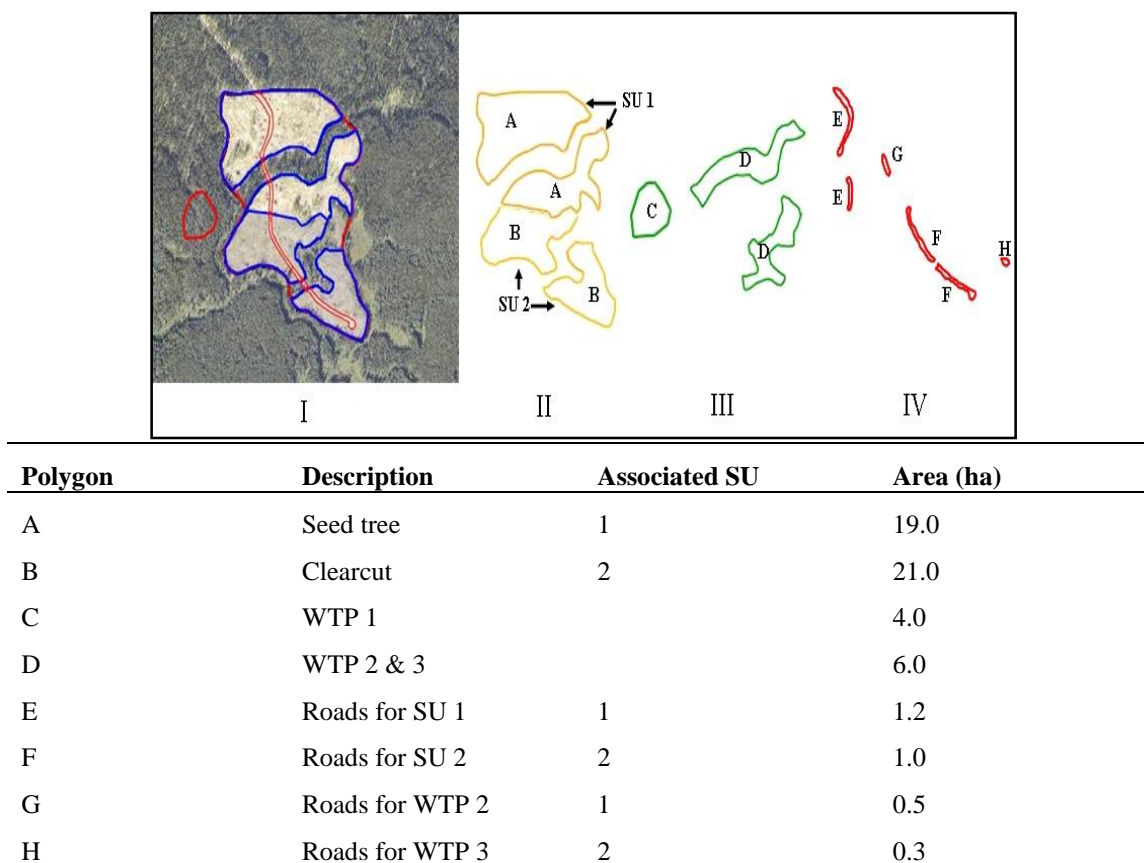 SU 1
A
E
G
D
A
C
E
B
F
H
D
B
F
SU 2
I II III IV
Polygon Description Associated SU Area (ha)
A Seed tree 1 19.0
B Clearcut 2 21.0
C WTP 1 4.0
D WTP 2 & 3 6.0
E Roads for SU 1 1 1.2
F Roads for SU 2 2 1.0
G Roads for WTP 2 1 0.5
H Roads for WTP 3 2 0.3